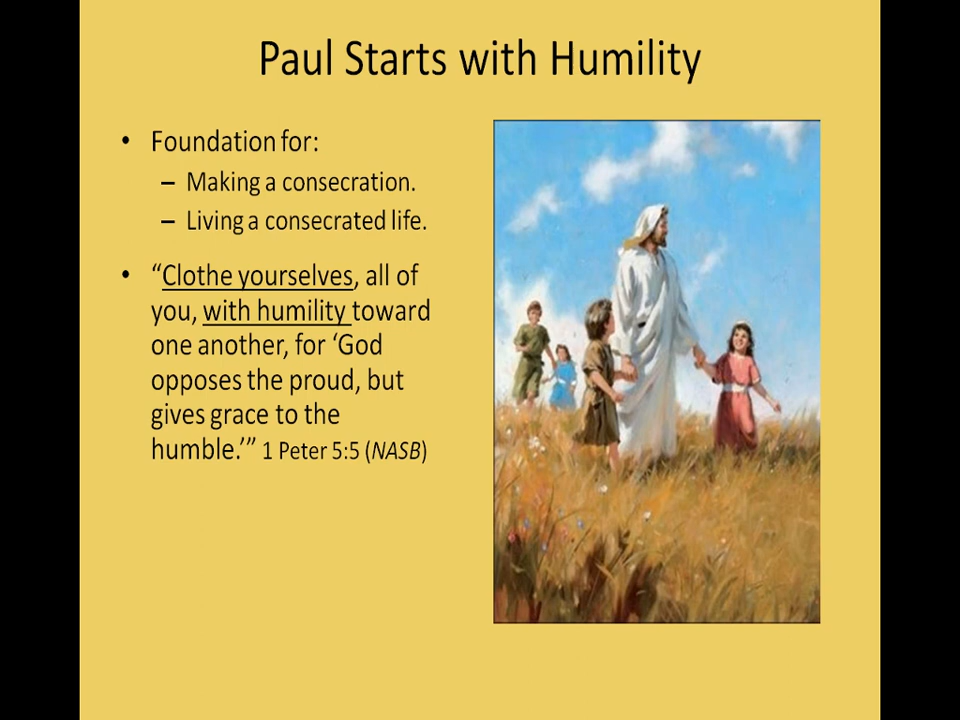 Paul Starts with Humility
• Foundation for:
– Making a consecration.
– Living a consecrated life.
• “Clothe yourselves, all of
you, with humility toward
one another, for ‘God
opposes the proud, but
gives grace to the
humble.’” 1 Peter 5:5 (NASB)